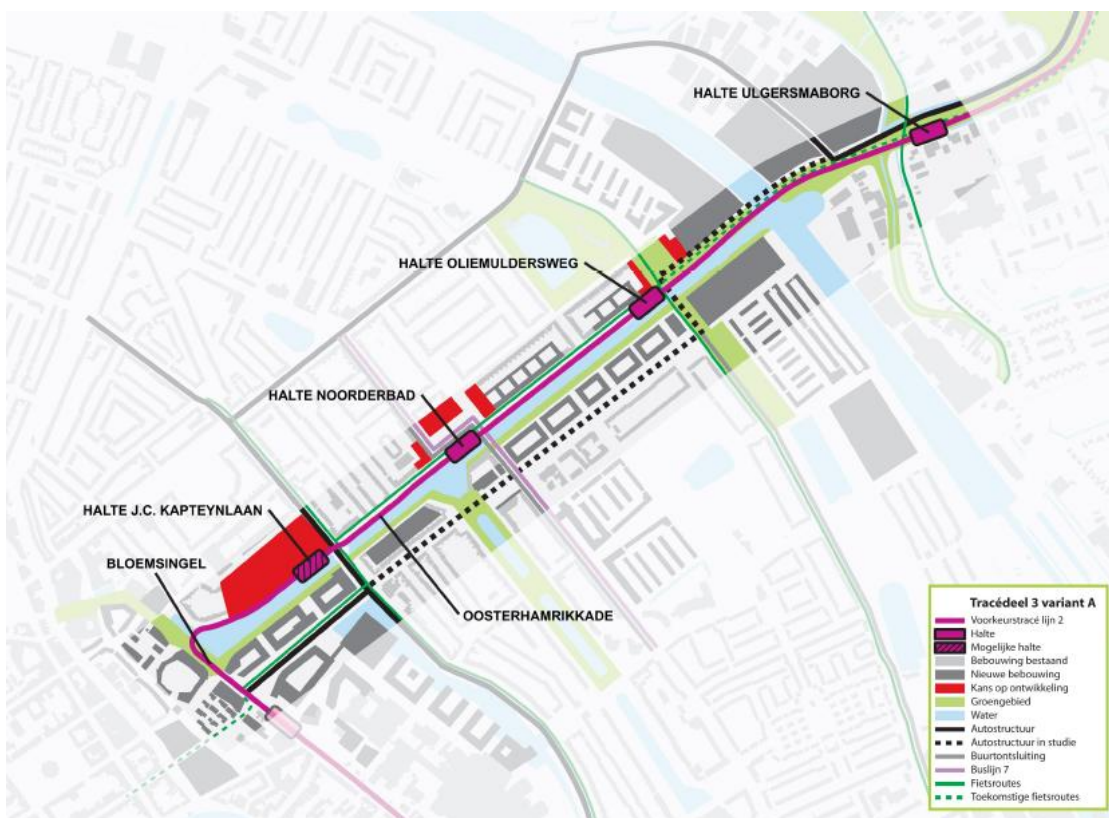 HALTE ULGERSMABORG
HALTE OLIEMULDERSWEG
HALTE NOORDERBAD
HALTE J.C. KAPTEYNLAAN
BLOEMSINGEL
OOSTERHAMRIKKADE
Tracédeel 3 variant A
Voorkeurstracé lijn 2
Halte
Mogelijke halte
Bebouwing bestaand
Nieuwe bebouwing
Kans op ontwikkeling
Groengebied
Water
Autostructuur
Autostructuur in studie
Buurtontsluiting
Buslijn 7
Fietsroutes
Toekomstige fietsroutes